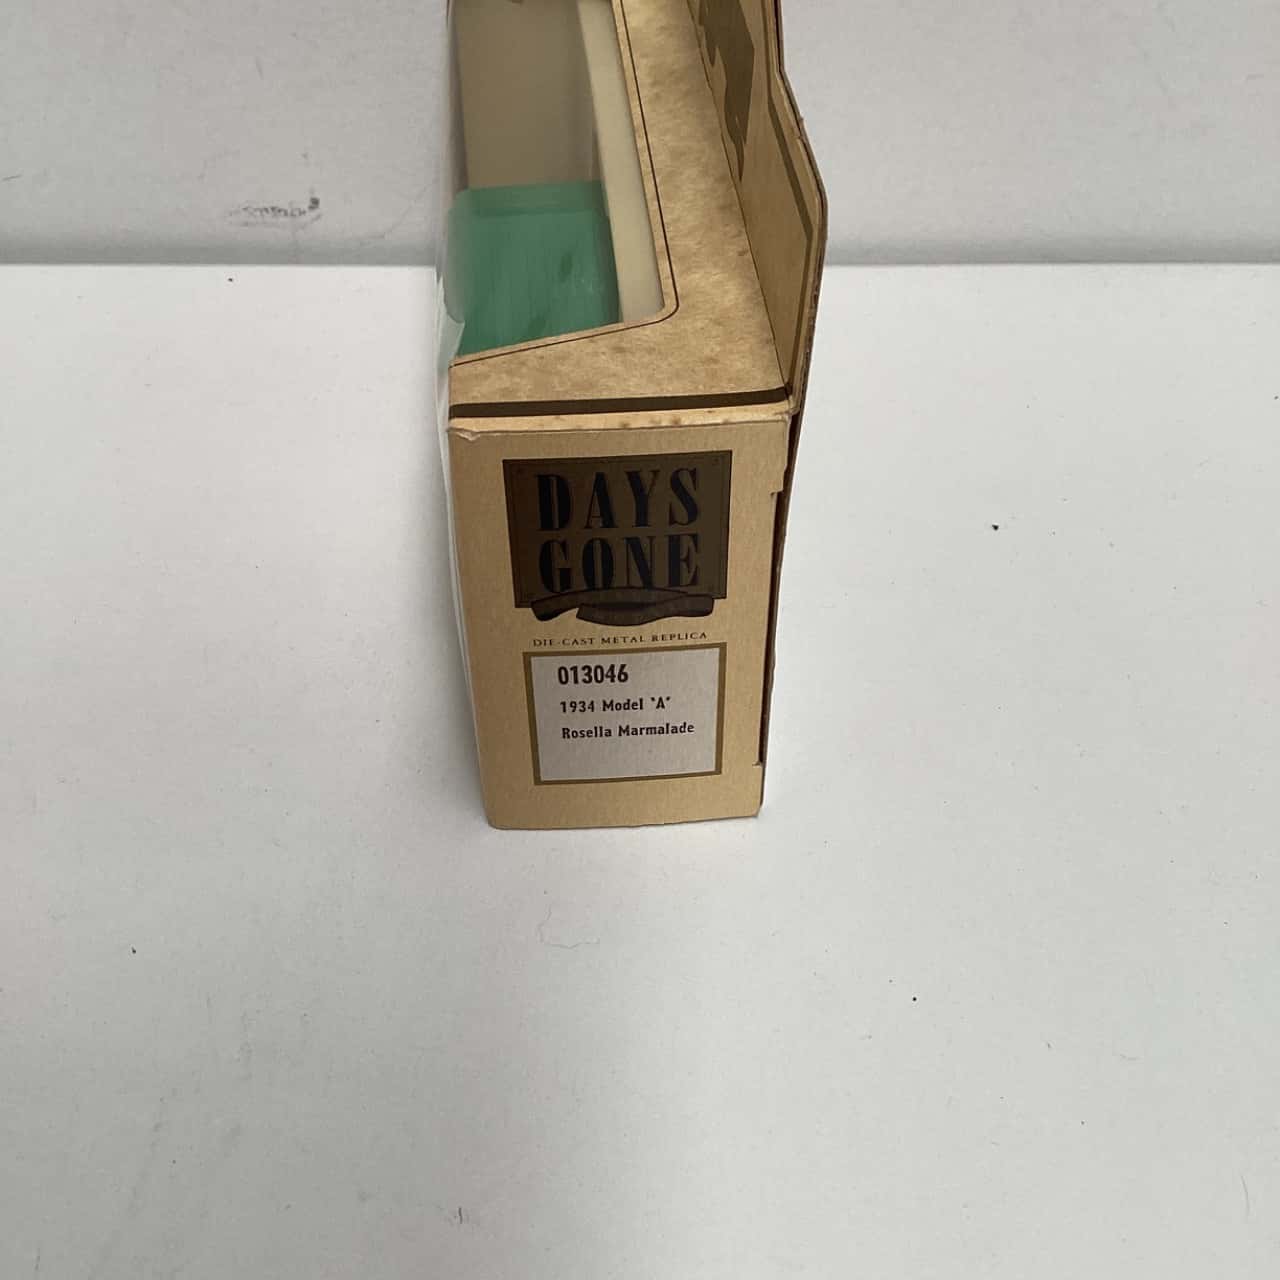 DAYS
GONE
DIE-CAST METAL REPLICA
013046
1934 Model 'A'
Rosella Marmalade